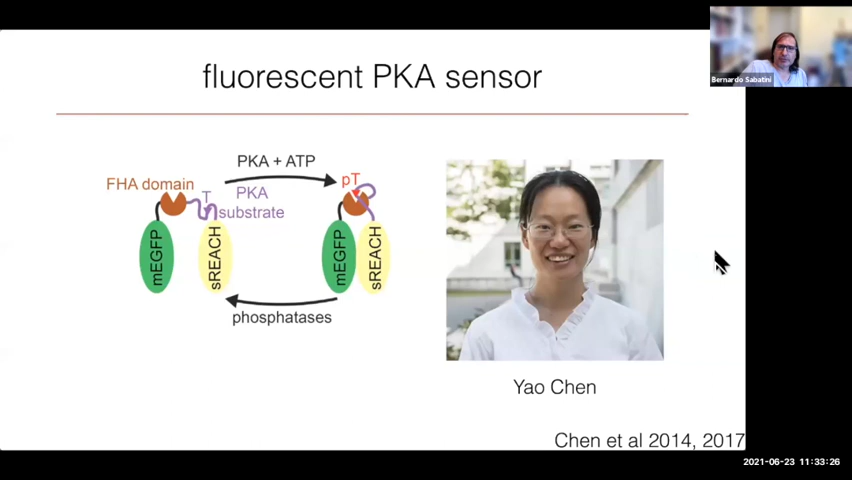 fluorescent PKA sensor
Bernardo Sabatini
PKA + ATP
FHA domain
T
PKA
substrate
pT
mEGFP
sREACH
mEGFP
sREACH
phosphatases
Yao Chen
Chen et al 2014, 2017
2021-06-23 11:33:26